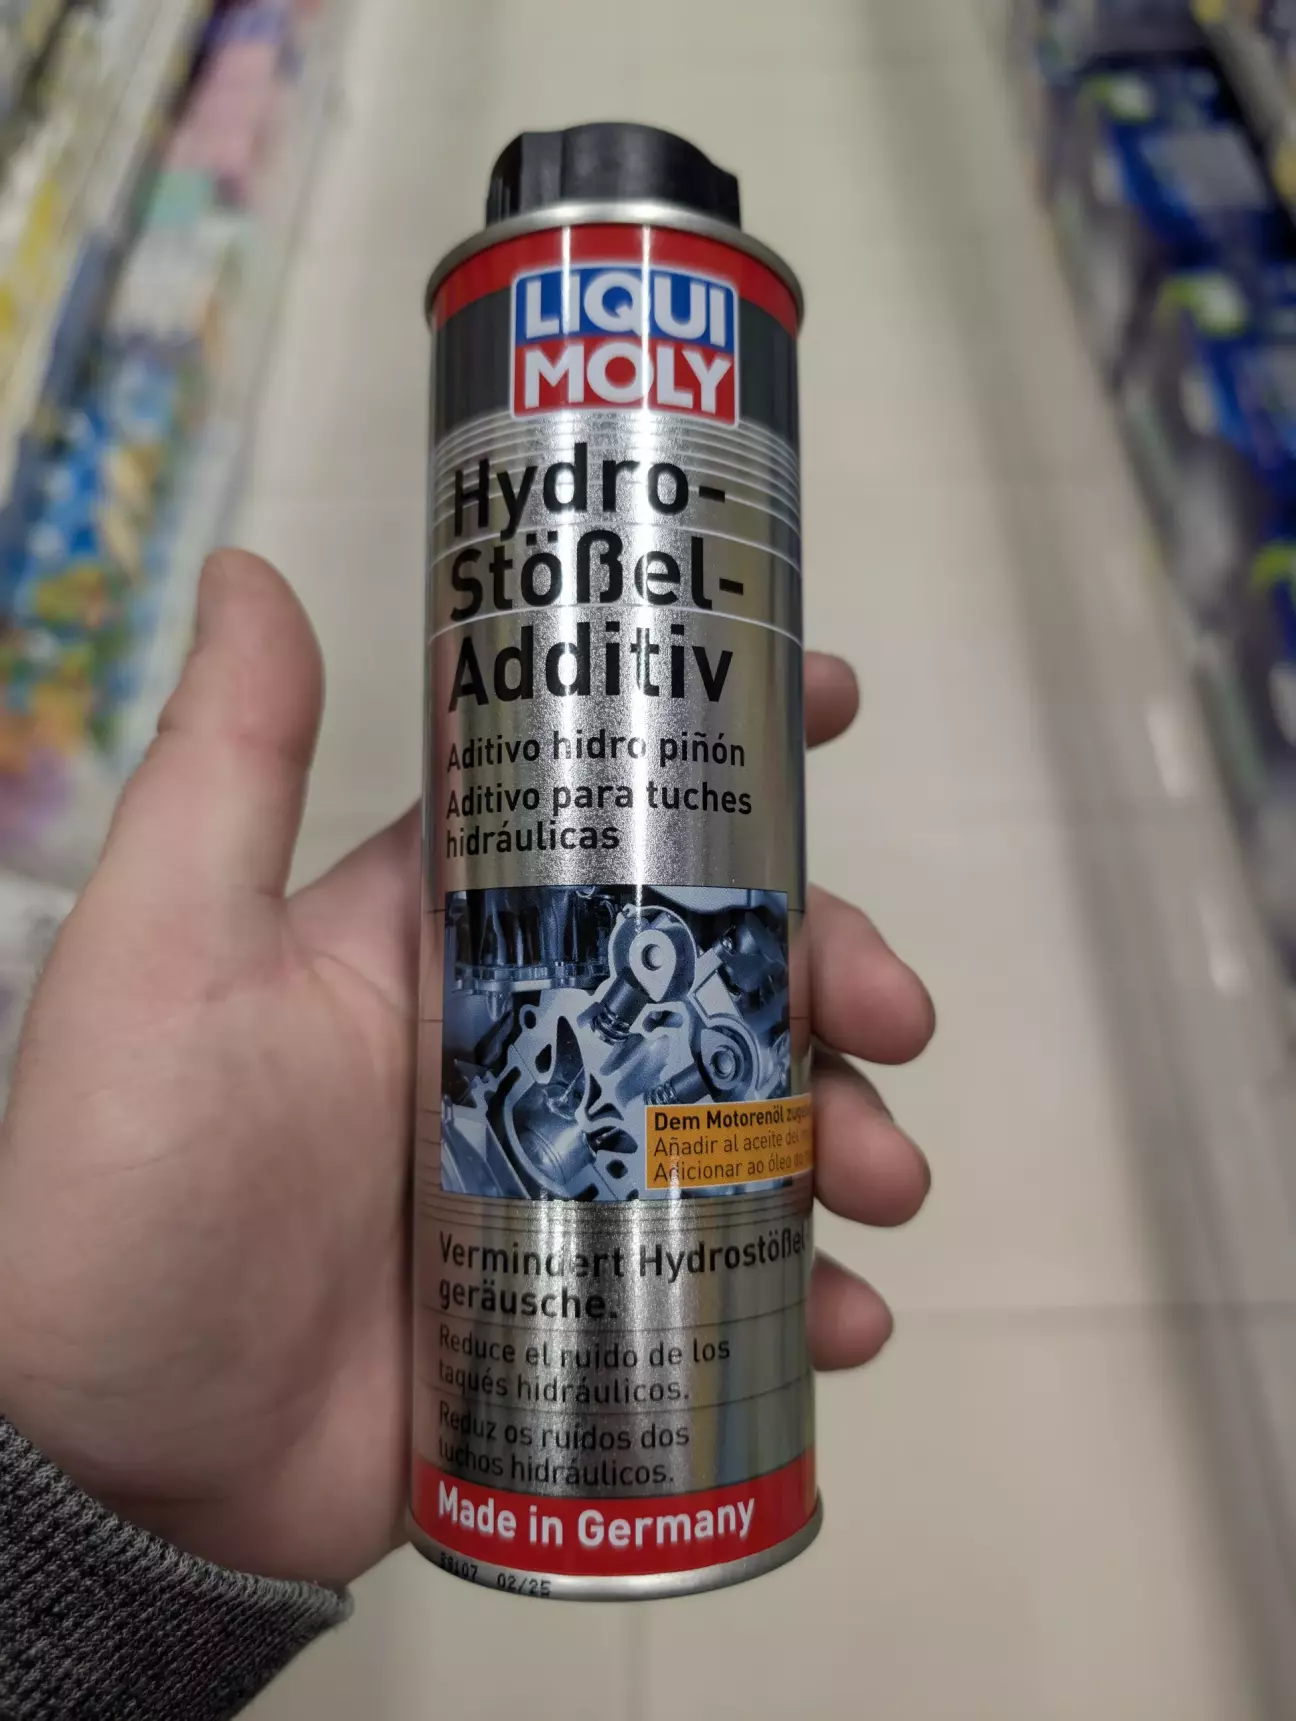 LIQUI
MOLY
Hydro-
Stößel-
Additiv
Aditivo hidro piñón
Aditivo para tuches
hidráulicas
Dem Motorenöl
Añadir al aceite del
Adicionar ao óleo
Vermindert Hydrostößel-
geräusche.
Reduce el ruido de los
taqués hidráulicos.
Reduz os ruídos dos
tuchos hidráulicos.
Made in Germany
02/25